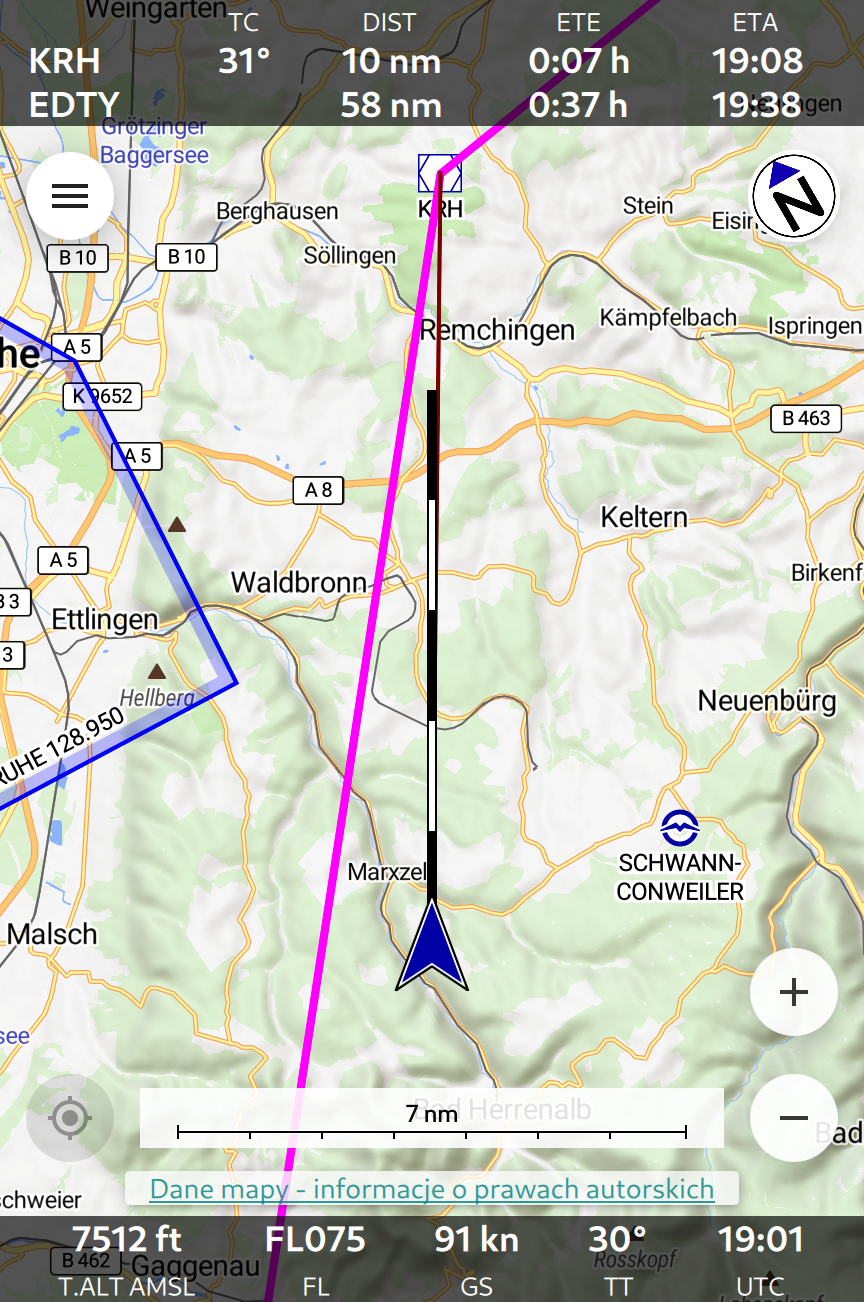 Weingarten
TC DIST ETE ETA
KRH 31° 10 nm 0:07 h 19:08
EDTY 58 nm 0:37 h 19:38
Grötzinger
Baggersee
KRH
Berghausen
Stein
N
B 10
B 10
Söllingen
Remchingen
Kämpfelbach
Ispringen
he
A 5
K 9652
B 463
A 5
A 8
Keltern
A 5
Birkenf
Waldbronn
3 3
Ettlingen
3
Hellberg
Neuenbürg
RUHE 128.950
SCHWANN-
CONWEILER
Marxzel
Malsch
+
see
7 nm
Bad Herrenalb
−
Bad
Dane mapy - informacje o prawach autorskich
schweier
7512 ft FL075 91 kn 30° 19:01
B 462
Gaggenau
Rosskopf
T.ALT AMSL FL GS TT UTC